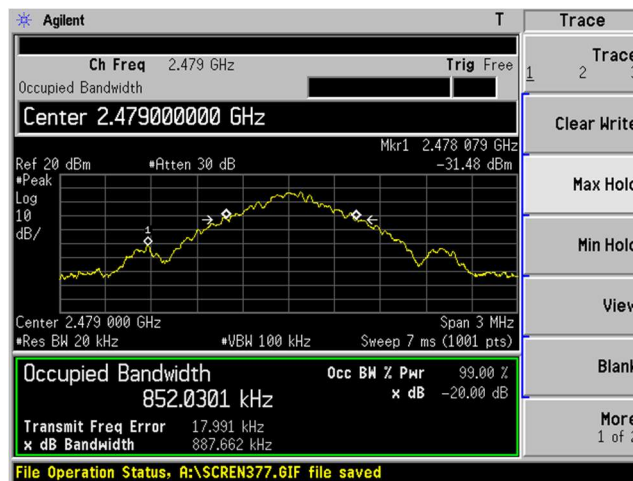 Agilent T Trace
Ch Freq 2.479 GHz Trig Free
Occupied Bandwidth
Center 2.479000000 GHz
Mkr1 2.478 079 GHz
Ref 20 dBm #Atten 30 dB -31.48 dBm
#Peak
Log
10
dB/
1
Center 2.479 000 GHz Span 3 MHz
#Res BW 20 kHz #VBW 100 kHz Sweep 7 ms (1001 pts)
Occupied Bandwidth
852.0301 kHz
Occ BW % Pwr 99.00 %
x dB -20.00 dB
Transmit Freq Error 17.991 kHz
x dB Bandwidth 887.662 kHz
File Operation Status, A:\SCREN377.GIF file saved
Trace
1 2
Clear Write
Max Hold
Min Hold
View
Blank
More
1 of